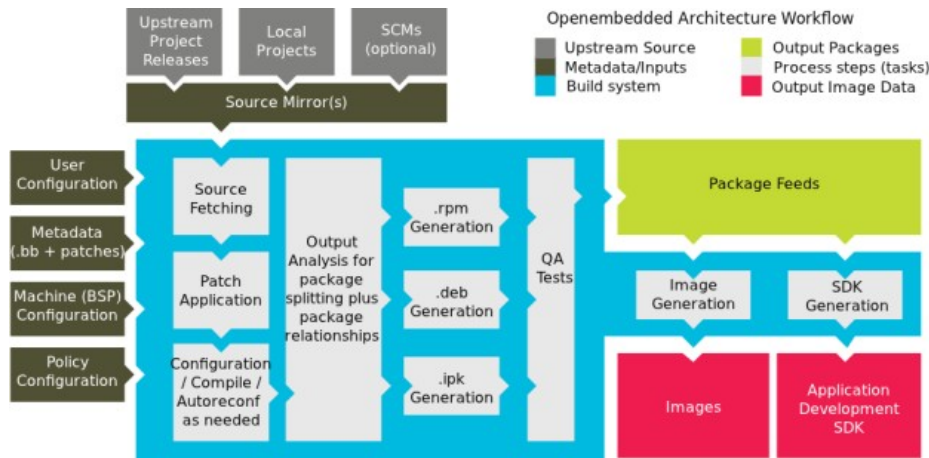 Upstream
Project
Releases
Local
Projects
SCMs
(optional)
Source Mirror(s)
Openembedded Architecture Workflow
Upstream Source
Metadata/Inputs
Build system
Output Packages
Process steps (tasks)
Output Image Data
User
Configuration
Metadata
(.bb + patches)
Machine (BSP)
Configuration
Policy
Configuration
Source
Fetching
Patch
Application
Configuration
/ Compile /
Autoreconf
as needed
Output
Analysis for
package
splitting plus
package
relationships
.rpm
Generation
.deb
Generation
.ipk
Generation
QA
Tests
Package Feeds
Image
Generation
SDK
Generation
Images
Application
Development
SDK